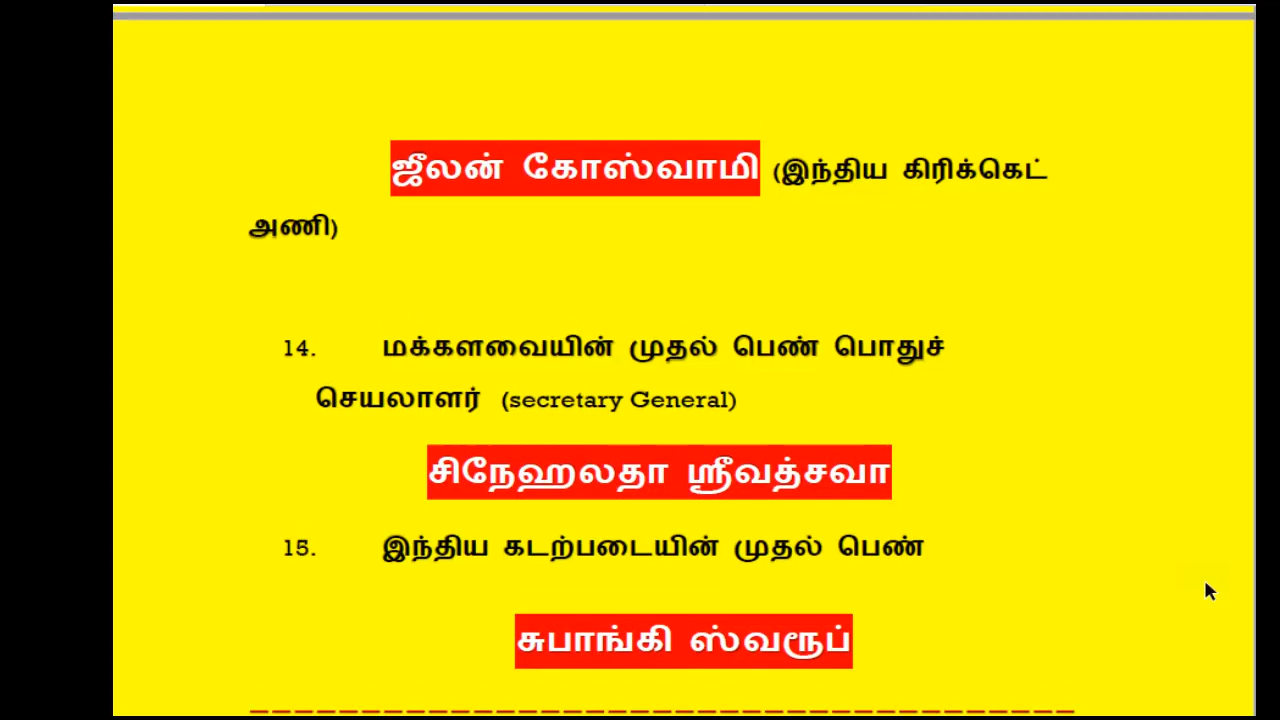 ஜீலன் கோஸ்வாமி (இந்திய கிரிக்கெட்
அணி)
14. மக்களவையின் முதல் பெண் பொதுச்
செயலாளர் (secretary General)
சிநேஹலதா ஸ்ரீவத்சவா
15. இந்திய கடற்படையின் முதல் பெண்
சுபாங்கி ஸ்வரூப்